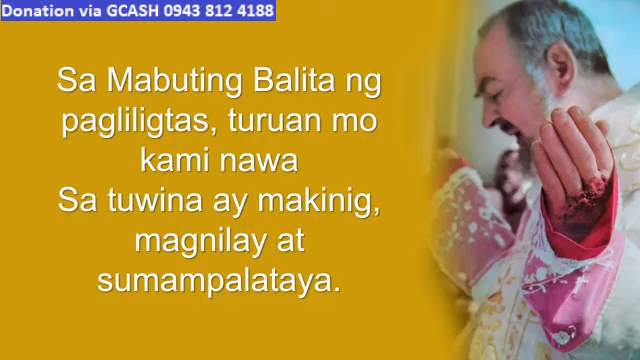 Donation via GCASH 0943 812 4188
Sa Mabuting Balita ng
pagliligtas, turuan mo
kami nawa
Sa tuwina ay makinig,
magnilay at
sumampalataya.